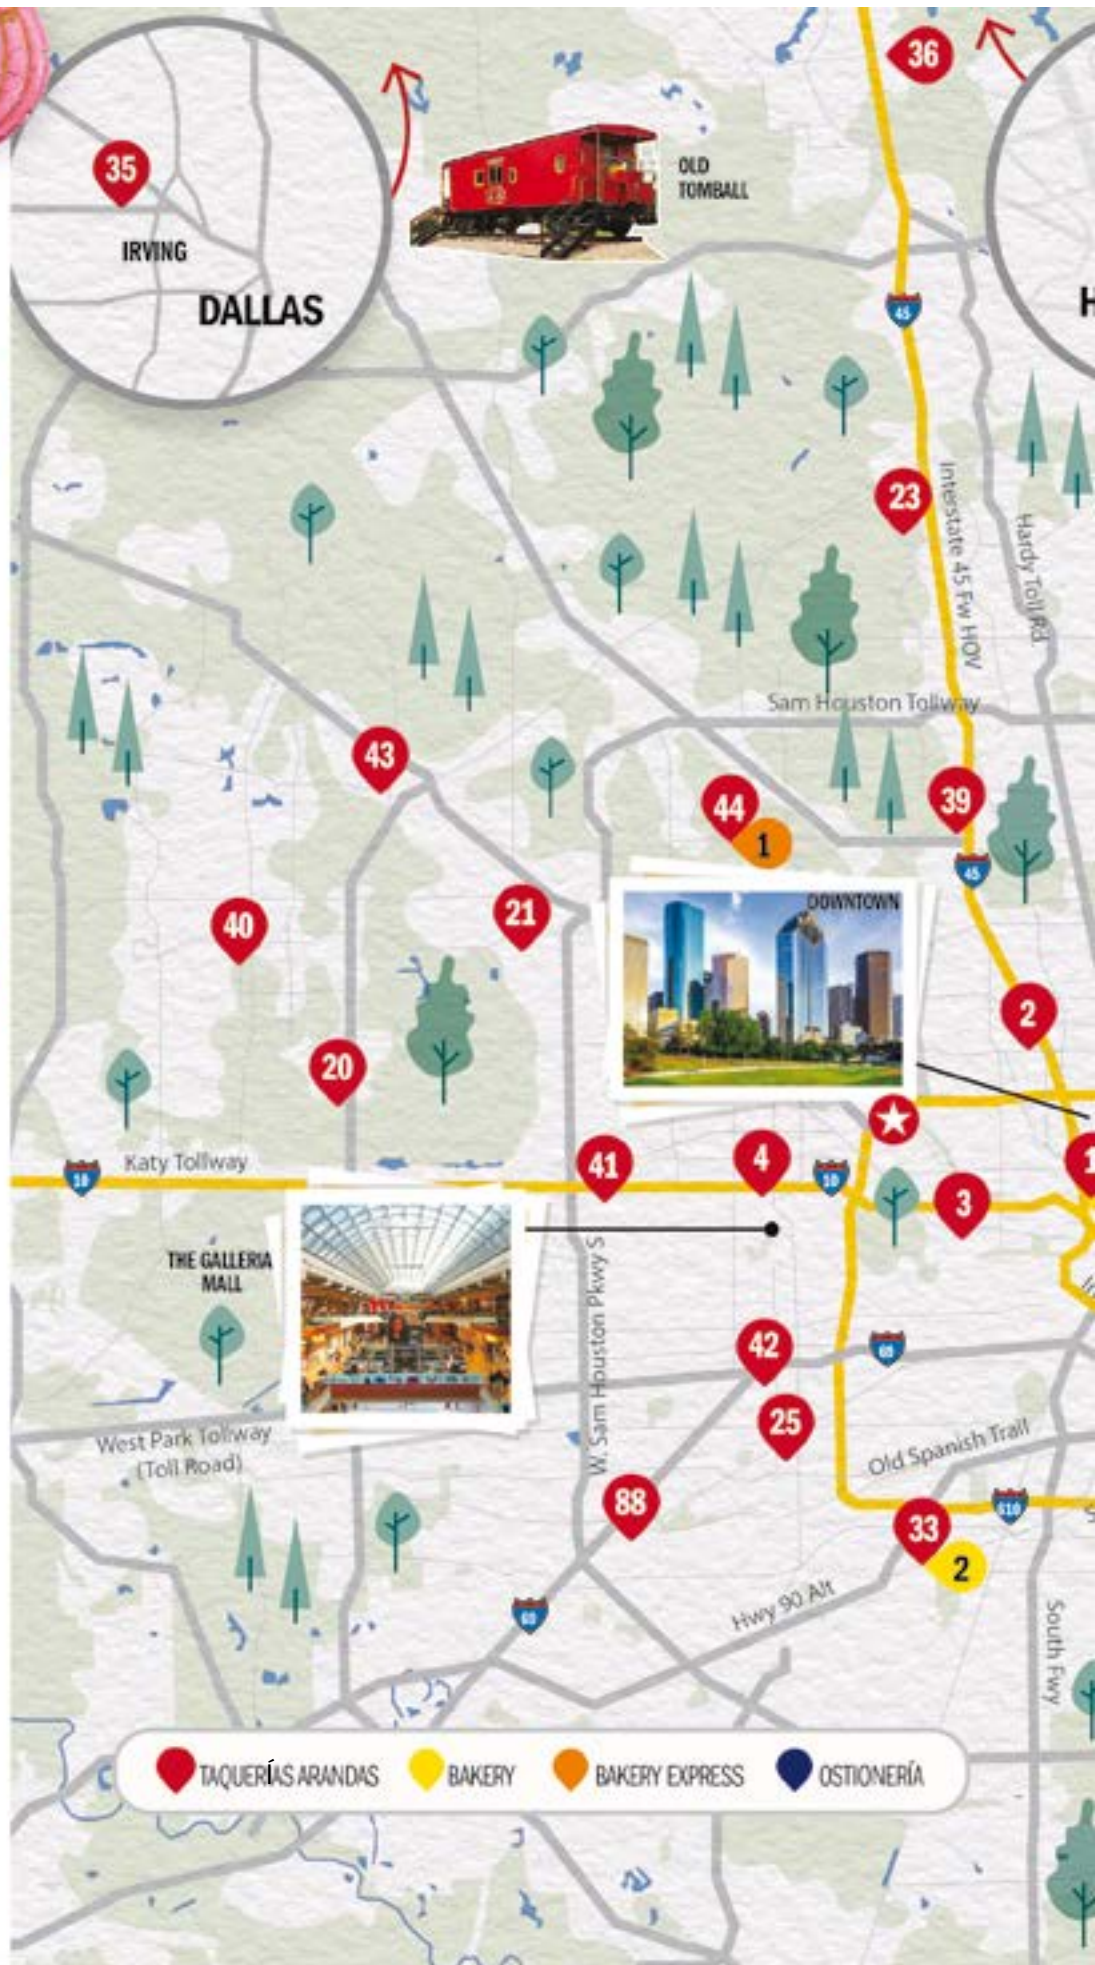 36
35
OLD
TOMBALL
IRVING
DALLAS
H
45
23
Interstate 45 Fw HOV
Hardy Toll Rd.
Sam Houston Tollway
43
44
39
1
45
DOWNTOWN
40
21
2
20
Katy Tollway
10
41
4
10
3
1
THE GALLERIA
MALL
W. Sam Houston Pkwy S
42
69
25
West Park Tollway
(Toll Road)
Old Spanish Trail
88
610
33
2
Hwy 90 Alt
69
South Fwy
TAQUERÍAS ARANDAS
BAKERY
BAKERY EXPRESS
OSTIONERÍA